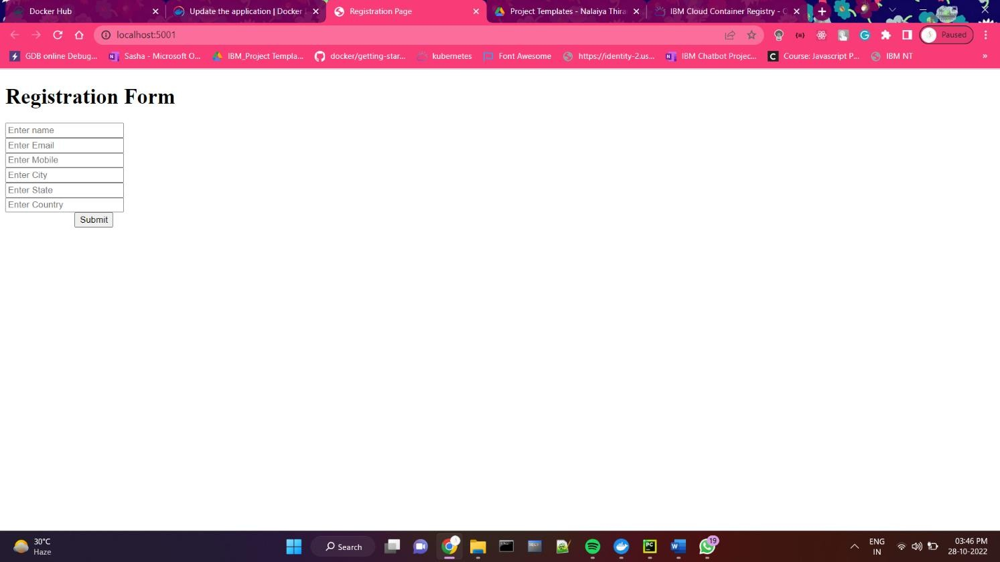 Docker Hub
Update the application | Docker
Registration Page
Project Templates - Nalaiya Thira
IBM Cloud Container Registry - C
localhost:5001
Paused
GDB online Debug...
Sasha - Microsoft O...
IBM_Project Templa...
docker/getting-star...
kubernetes
Font Awesome
https://identity-2.us...
IBM Chatbot Projec...
Course: Javascript P...
IBM NT
»
Registration Form
Enter name
Enter Email
Enter Mobile
Enter City
Enter State
Enter Country
Submit
30°C
Haze
Search
PC
W
19
ENG
IN
03:46 PM
28-10-2022